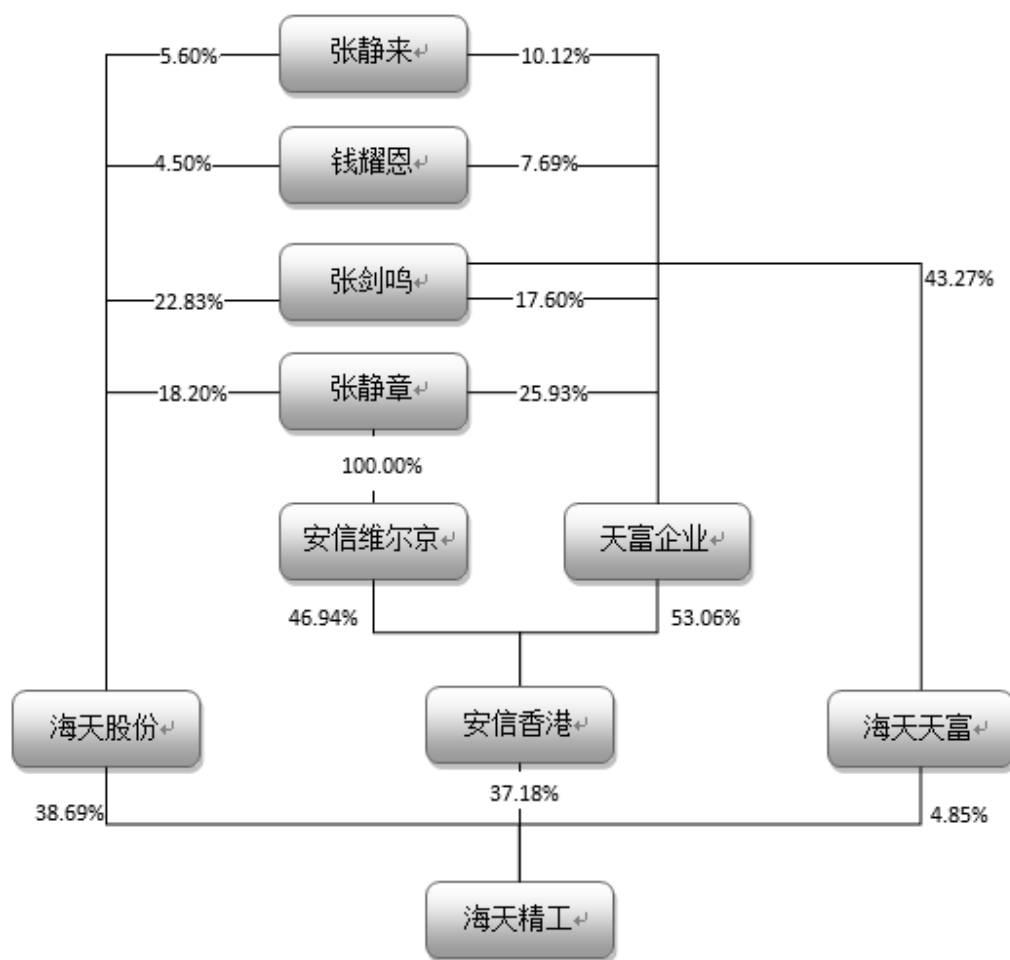 5.60% 张静来↵ 10.12%
4.50% 钱耀恩↵ 7.69%
张剑鸣↵ 43.27%
22.83% 17.60%
18.20% 张静章↵ 25.93%
100.00%
安信维尔京↵ 天富企业↵
46.94% 53.06%
海天股份↵ 安信香港↵ 海天天富↵
37.18%
38.69% 4.85%
海天精工↵